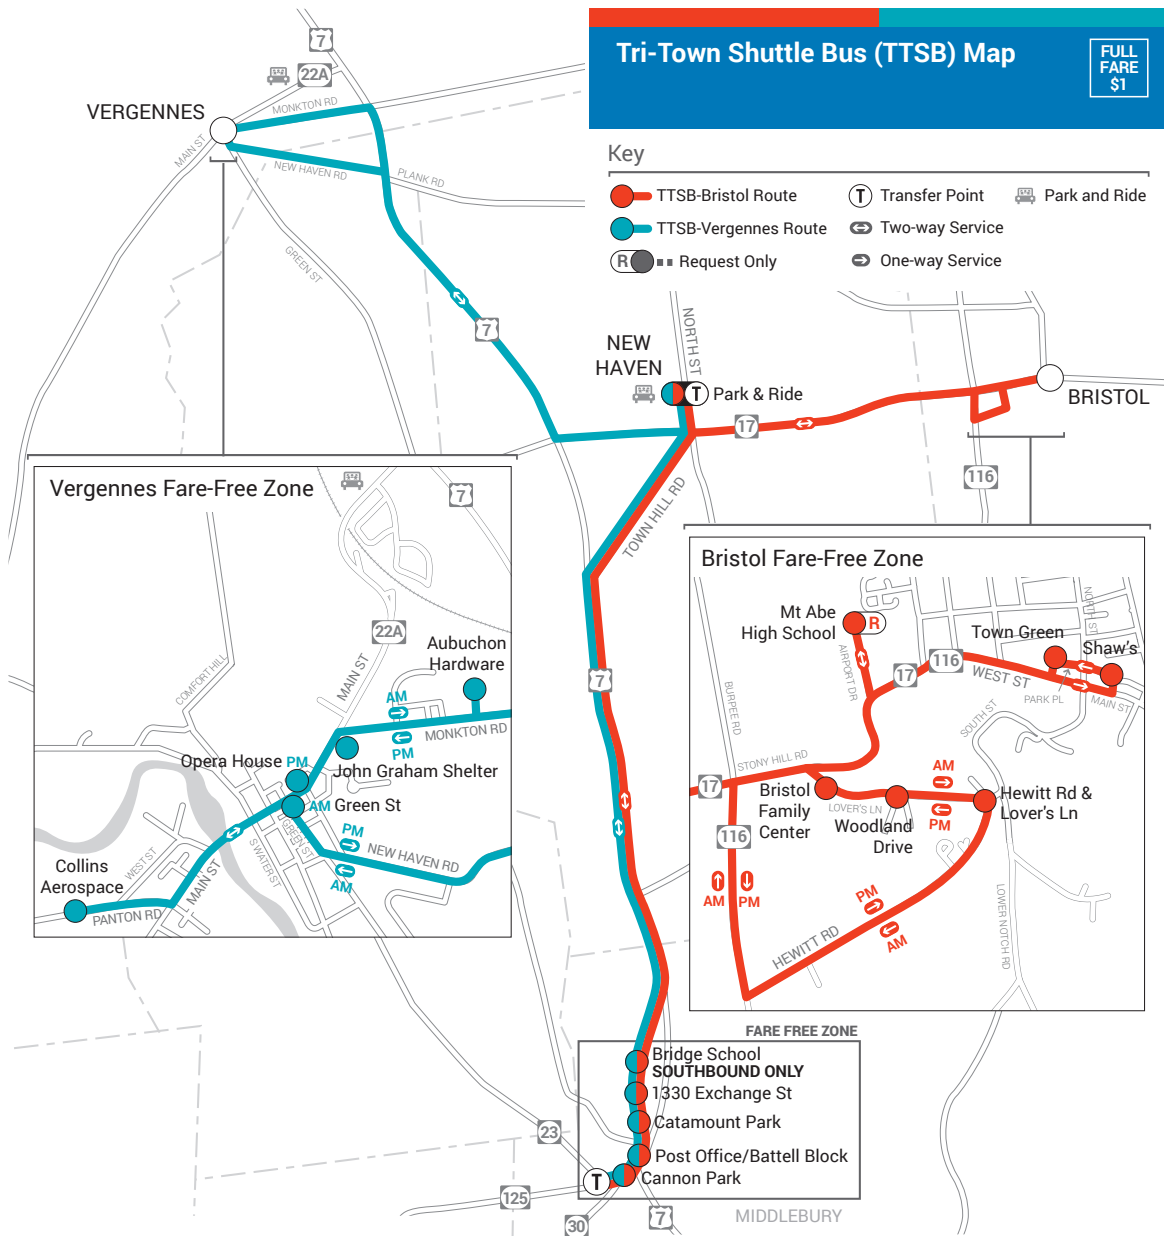 Tri-Town Shuttle Bus (TTSB) Map
FULL
FARE
$1
Key
TTSB-Bristol Route
T Transfer Point
Park and Ride
TTSB-Vergennes Route
Two-way Service
R Request Only
One-way Service
7
22A
MONKTON RD
VERGENNES
MAIN ST
NEW HAVEN RD
PLANK RD
GREEN ST
7
NORTH ST
NEW
HAVEN
T Park & Ride
BRISTOL
17
116
TOWN HILL RD
Vergennes Fare-Free Zone
7
22A
COMFORT HILL
MAIN ST
Aubuchon
Hardware
AM
MONKTON RD
PM
Opera House PM
John Graham Shelter
AM Green St
PM
NEW HAVEN RD
AM
GREEN ST
S WATER ST
WEST ST
MAIN ST
Collins
Aerospace
PANTON RD
7
Bristol Fare-Free Zone
Mt Abe
High School
R
NORTH ST
Town Green
Shaw's
AIRPORT DR
116
17
WEST ST
PARK PL
MAIN ST
BURPEE RD
SOUTH ST
STONY HILL RD
17
AM
Bristol
Family
Center
LOVER'S LN
Woodland
Drive
PM
Hewitt Rd &
Lover's Ln
116
AM
PM
PM
AM
HEWITT RD
LOWER NOTCH RD
FARE FREE ZONE
Bridge School
SOUTHBOUND ONLY
1330 Exchange St
Catamount Park
Post Office/Battell Block
Cannon Park
T
23
125
30
7
MIDDLEBURY